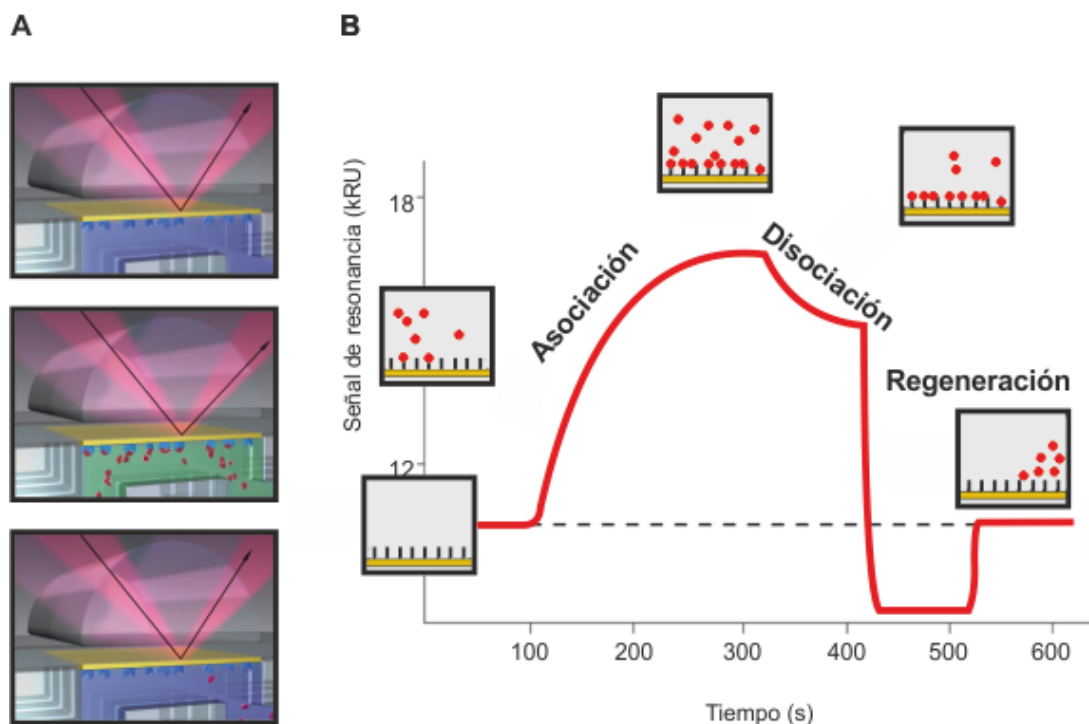 A
B
Señal de resonancia (kRU)
18
12
Asociación
Disociación
Regeneración
100 200 300 400 500 600
Tiempo (s)